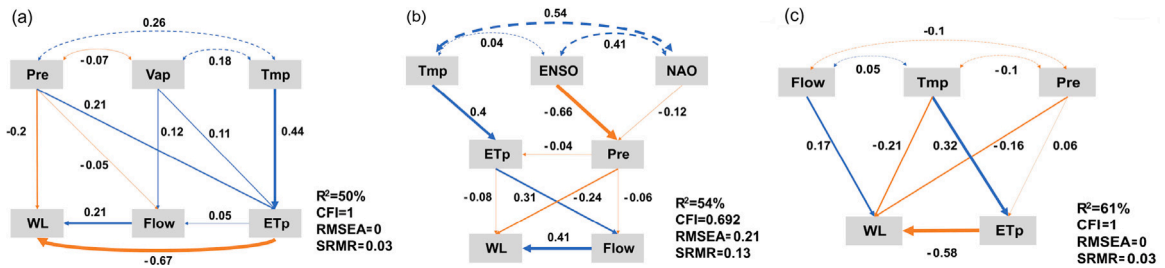 (a)
0.26
- 0.07
0.18
Pre
Vap
Tmp
0.21
-0.2
0.12
0.11
0.44
-0.05
0.21
0.05
WL
Flow
ETp
- 0.67
R²=50%
CFI=1
RMSEA=0
SRMR=0.03
(b)
0.54
0.04
0.41
Tmp
ENSO
NAO
0.4
-0.66
-0.12
ETp
-0.04
Pre
-0.08
0.31
-0.24
-0.06
WL
0.41
Flow
R²=54%
CFI=0.692
RMSEA=0.21
SRMR=0.13
(c)
-0.1
0.05
- 0.1
Flow
Tmp
Pre
0.17
-0.21
0.32
-0.16
0.06
WL
ETp
-0.58
R²=61%
CFI=1
RMSEA=0
SRMR=0.03